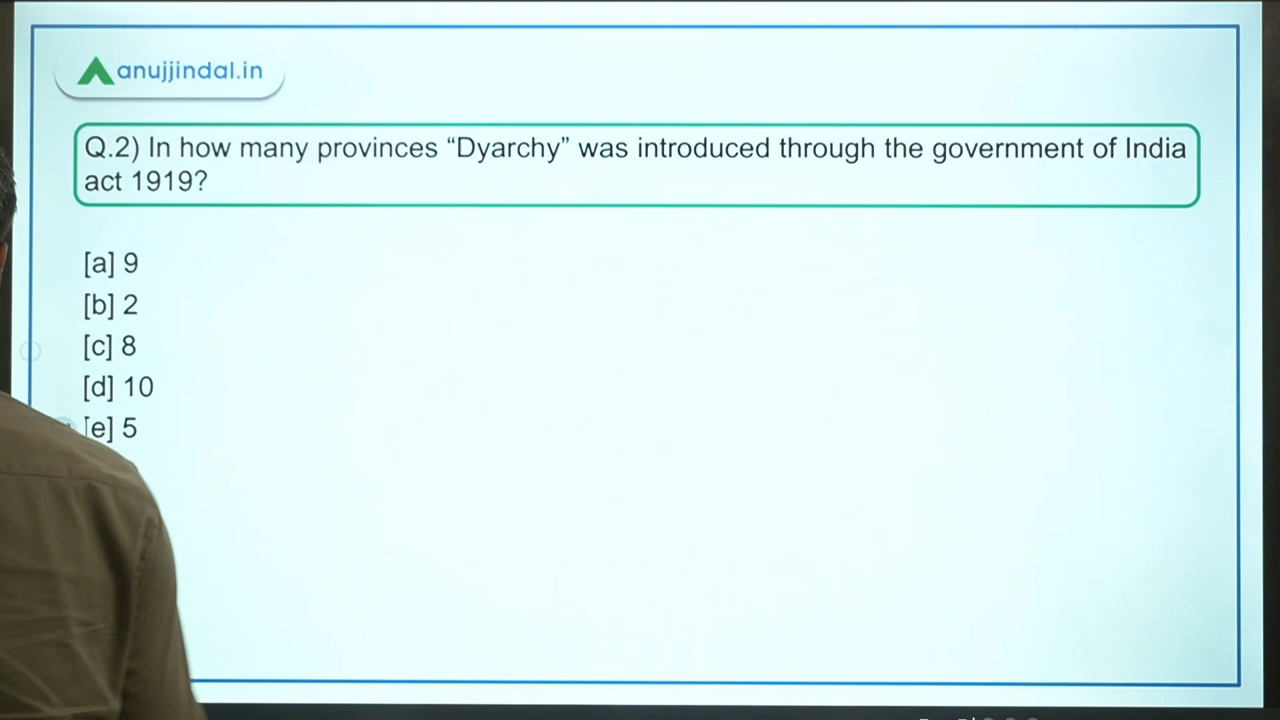 anujjindal.in
Q.2) In how many provinces “Dyarchy” was introduced through the government of India
act 1919?
[a] 9
[b] 2
[c] 8
[d] 10
[e] 5